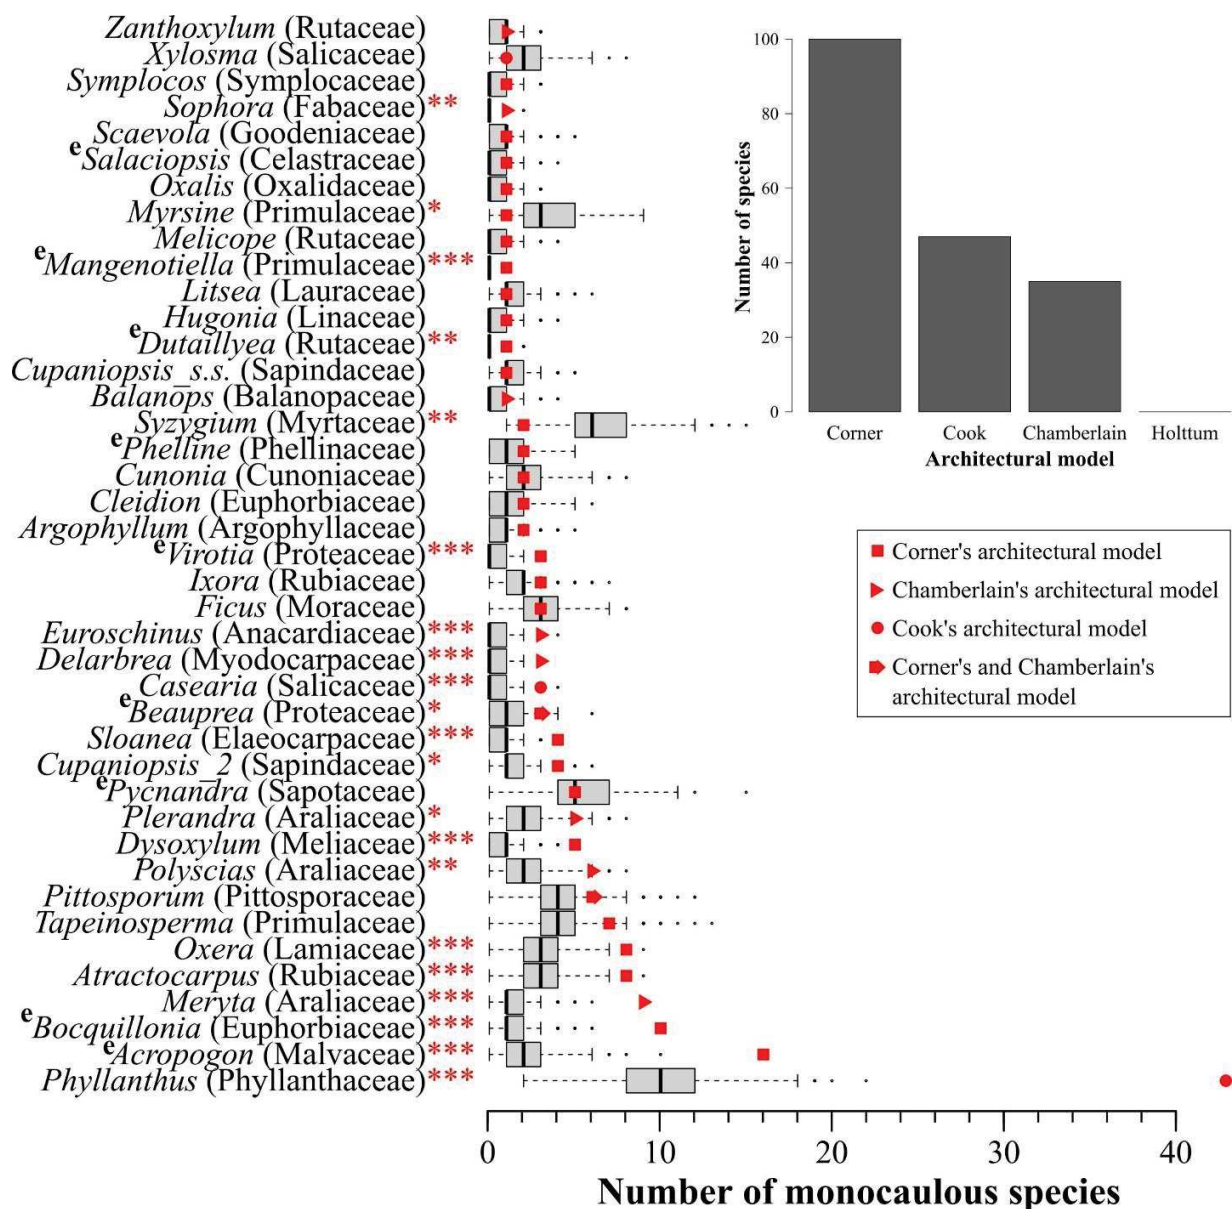 Zanthoxylum (Rutaceae)
Xylosma (Salicaceae)
Symplocos (Symplocaceae)
Sophora (Fabaceae)**
Scaevola (Goodeniaceae)
eSalaciopsis (Celastraceae)
Oxalis (Oxalidaceae)
Myrsine (Primulaceae)*
Melicope (Rutaceae)
eMangenotiella (Primulaceae)***
Litsea (Lauraceae)
Hugonia (Linaceae)
eDutaillyea (Rutaceae)**
Cupaniopsis_s.s. (Sapindaceae)
Balanops (Balanopaceae)
Syzygium (Myrtaceae)**
ePhelline (Phellinaceae)
Cunonia (Cunoniaceae)
Cleidion (Euphorbiaceae)
Argophyllum (Argophyllaceae)
eVirotia (Proteaceae)***
Ixora (Rubiaceae)
Ficus (Moraceae)
Euroschinus (Anacardiaceae)***
Delarbrea (Myodocarpaceae)***
Casearia (Salicaceae)***
eBeauprea (Proteaceae)*
Sloanea (Elaeocarpaceae)***
Cupaniopsis_2 (Sapindaceae)*
ePycnandra (Sapotaceae)
Plerandra (Araliaceae)*
Dysoxylum (Meliaceae)***
Polyscias (Araliaceae)**
Pittosporum (Pittosporaceae)
Tapeinosperma (Primulaceae)
Oxera (Lamiaceae)***
Atractocarpus (Rubiaceae)***
Meryta (Araliaceae)***
eBocquillonia (Euphorbiaceae)***
eAcropogon (Malvaceae)***
Phyllanthus (Phyllanthaceae)***
0 10 20 30 40
Number of monocaulous species
100
80
60
40
20
0
Number of species
Corner Cook Chamberlain Holttum
Architectural model
Corner's architectural model
Chamberlain's architectural model
Cook's architectural model
Corner's and Chamberlain's
architectural model